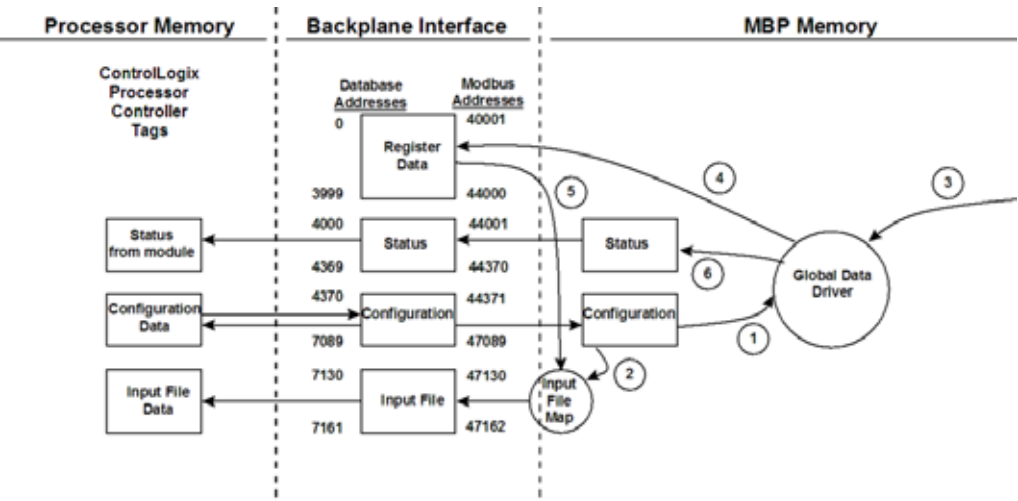 Processor Memory
Backplane Interface
MBP Memory
ControlLogix
Processor
Controller
Tags
Database
Addresses
Modbus
Addresses
0
40001
Register
Data
3999
44000
4
5
3
Status
from module
4000
4369
Status
44001
44370
Status
6
Global Data
Driver
Configuration
Data
4370
7089
Configuration
44371
47089
Configuration
1
2
Input File
Data
7130
7161
Input File
47130
47162
Input
File
Map